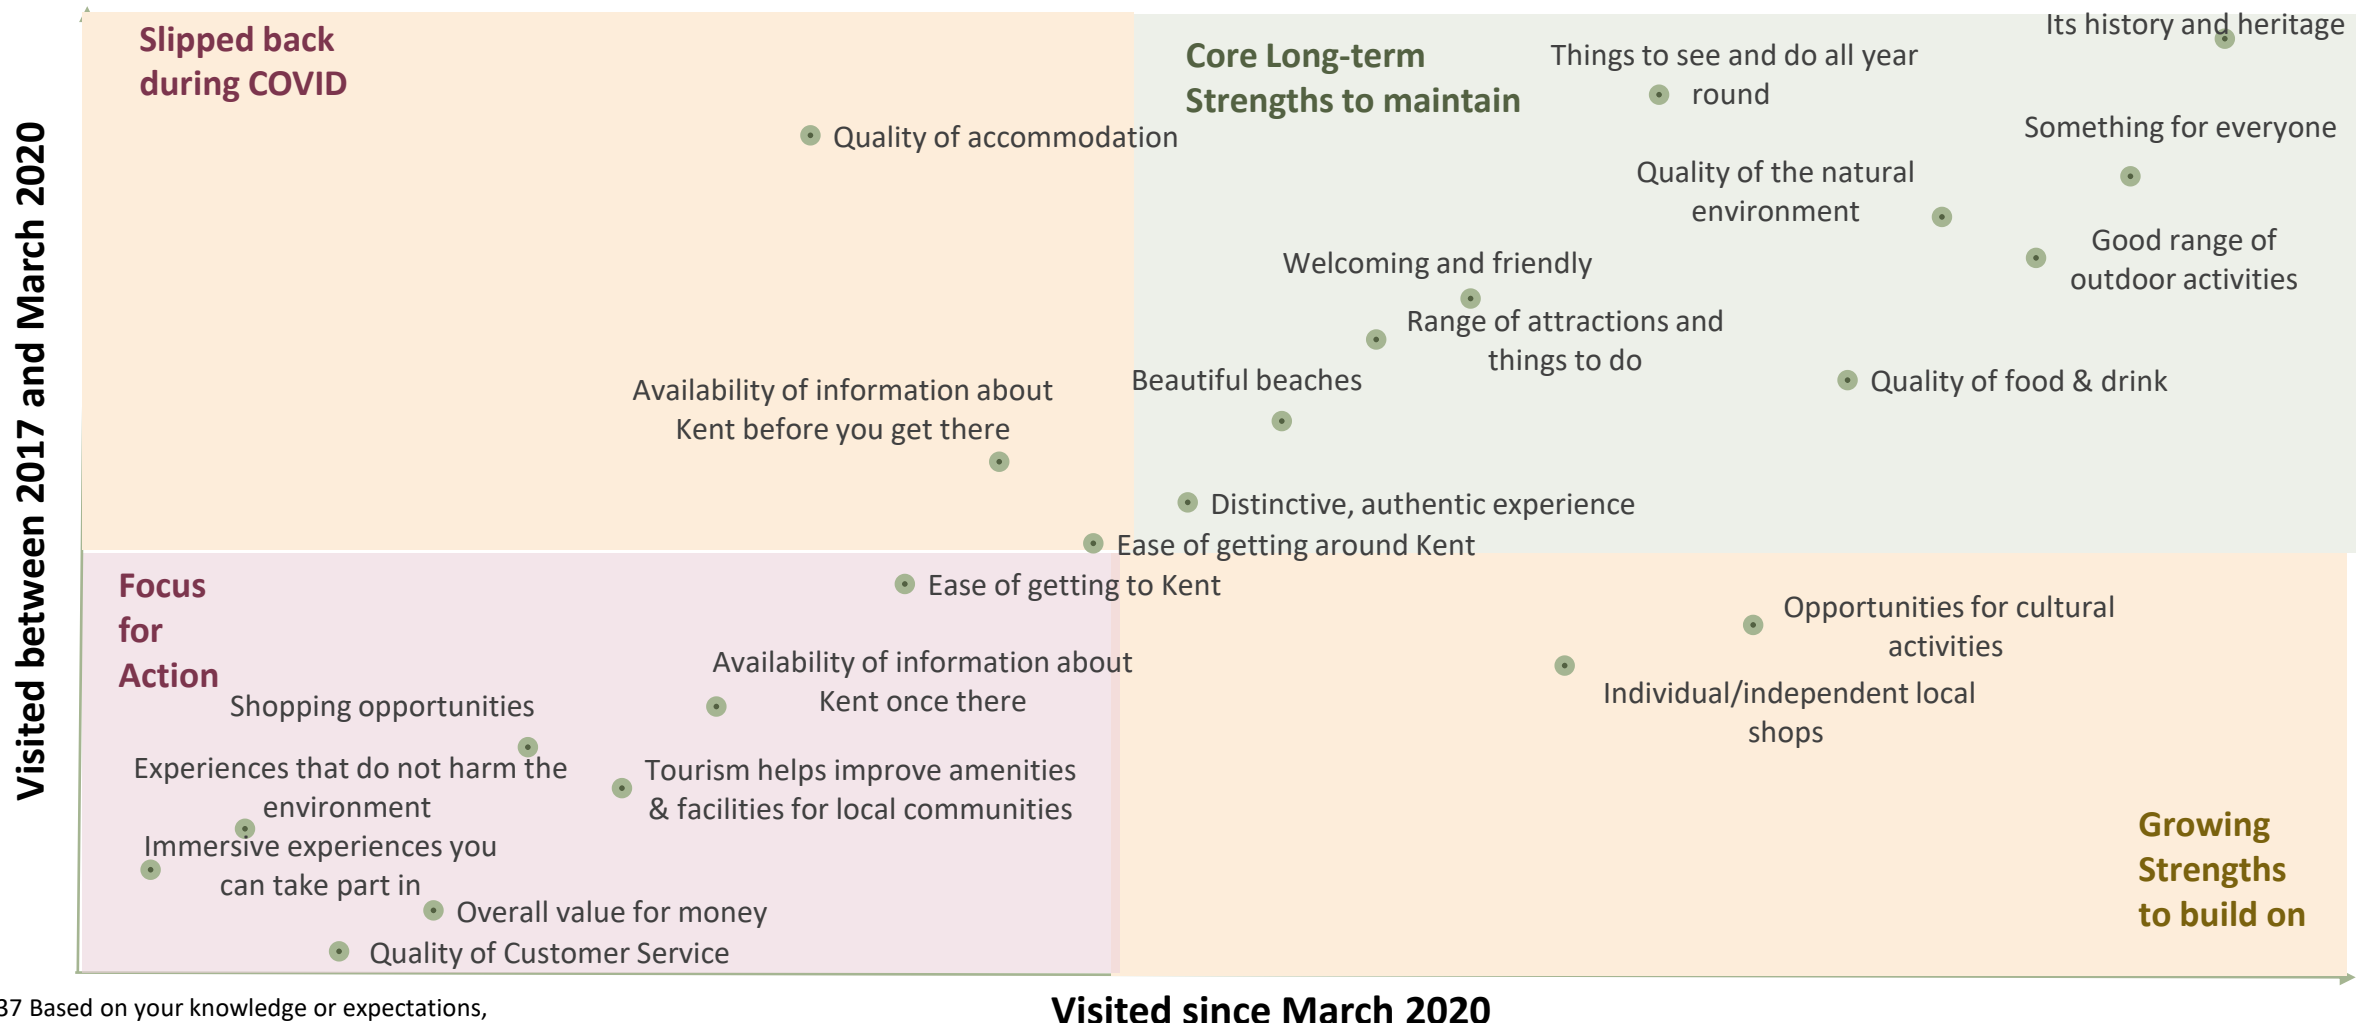 Visited between 2017 and March 2020
Slipped back
during COVID
Quality of accommodation
Availability of information about
Kent before you get there
Core Long-term
Strengths to maintain
Its history and heritage
Things to see and do all year
round
Something for everyone
Quality of the natural
environment
Good range of
outdoor activities
Welcoming and friendly
Range of attractions and
things to do
Beautiful beaches
Quality of food & drink
Distinctive, authentic experience
Ease of getting around Kent
Focus
for
Action
Ease of getting to Kent
Availability of information about
Kent once there
Shopping opportunities
Experiences that do not harm the
environment
Tourism helps improve amenities
& facilities for local communities
Immersive experiences you
can take part in
Overall value for money
Quality of Customer Service
Opportunities for cultural
activities
Individual/independent local
shops
Growing
Strengths
to build on
37 Based on your knowledge or expectations,
Visited since March 2020